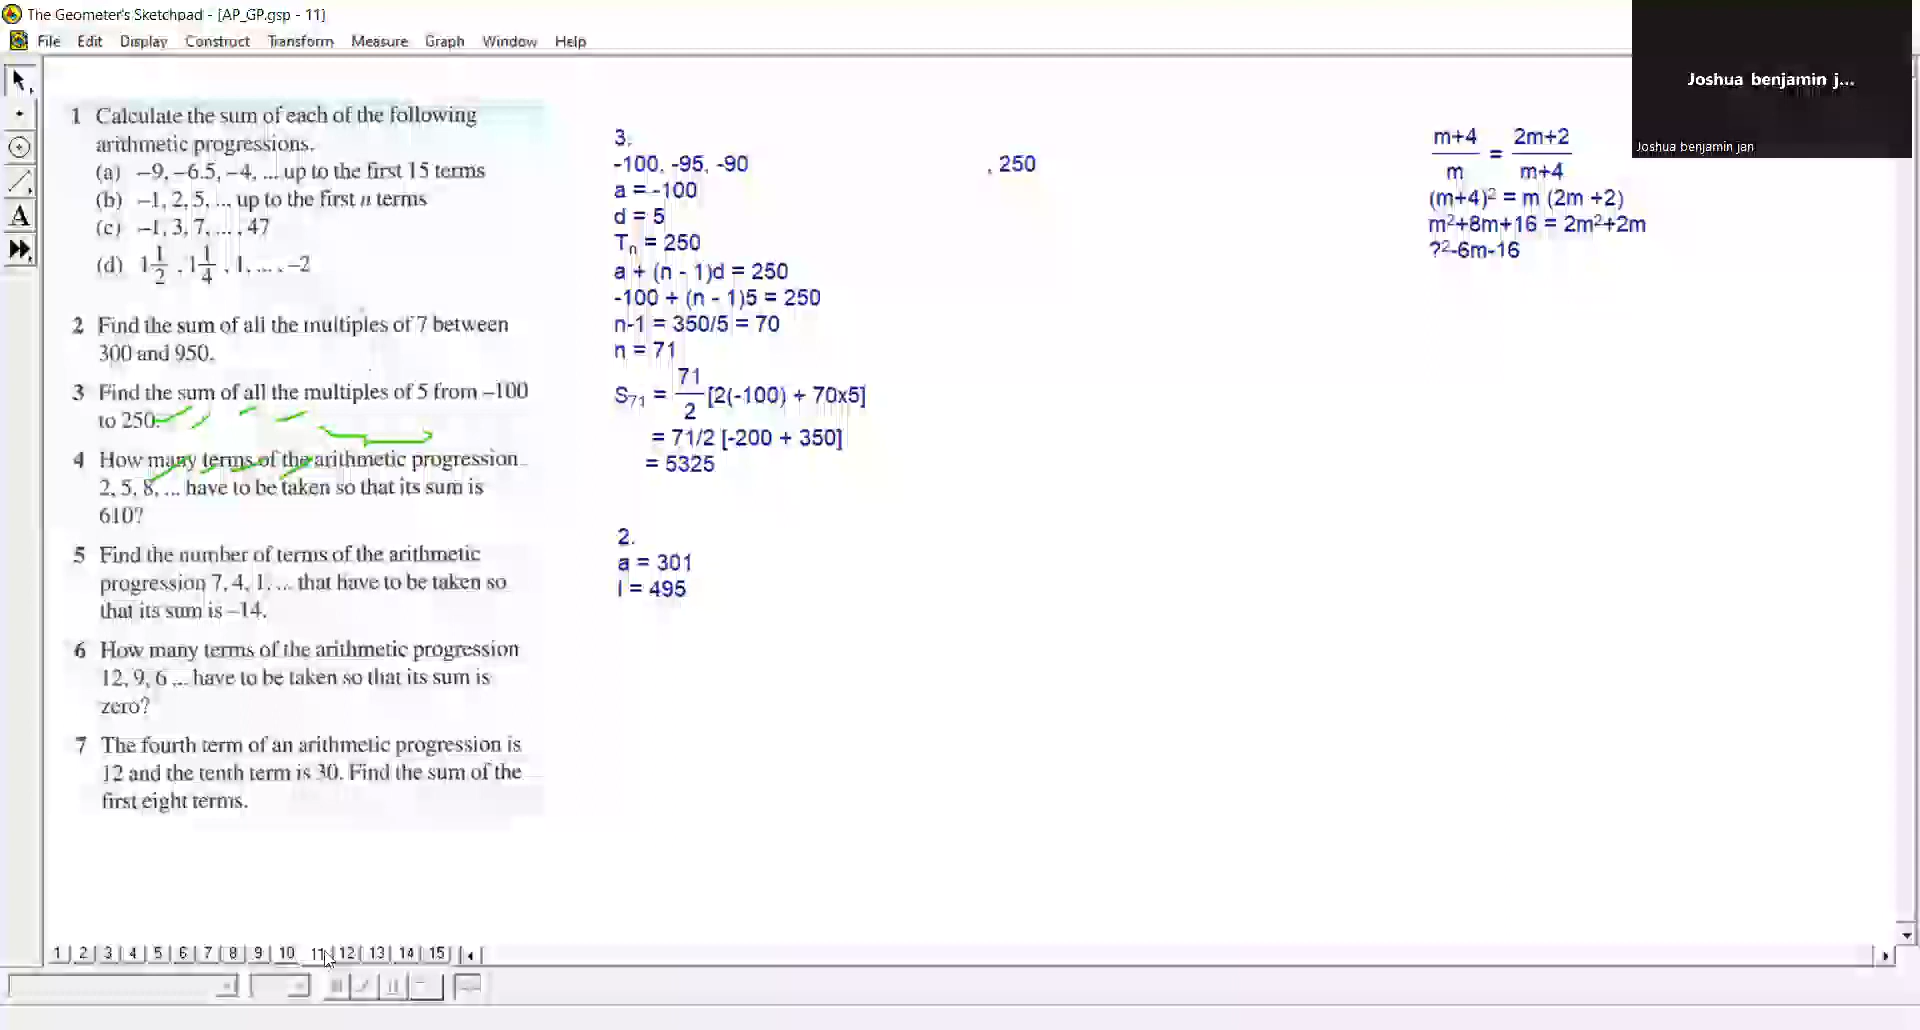 The Geometer's Sketchpad - [AP_GP.gsp - 11]
File Edit Display Construct Transform Measure Graph Window Help
Joshua benjamin j...
Joshua benjamin jan
1 Calculate the sum of each of the following
arithmetic progressions.
(a) –9, –6.5, –4, ... up to the first 15 terms
(b) –1, 2, 5, ... up to the first n terms
(c) –1, 3, 7, ... , 47
(d) 1 1/2 , 1 1/4 , 1, ... , –2
2 Find the sum of all the multiples of 7 between
300 and 950.
3 Find the sum of all the multiples of 5 from –100
to 250.
4 How many terms of the arithmetic progression
2, 5, 8, ... have to be taken so that its sum is
610?
5 Find the number of terms of the arithmetic
progression 7, 4, 1, ... that have to be taken so
that its sum is –14.
6 How many terms of the arithmetic progression
12, 9, 6 ... have to be taken so that its sum is
zero?
7 The fourth term of an arithmetic progression is
12 and the tenth term is 30. Find the sum of the
first eight terms.
3.
-100, -95, -90 , 250
a = -100
d = 5
Tn = 250
a + (n - 1)d = 250
-100 + (n - 1)5 = 250
n-1 = 350/5 = 70
n = 71
S71 = 71/2 [2(-100) + 70x5]
= 71/2 [-200 + 350]
= 5325
2.
a = 301
l = 495
m+4/m = 2m+2/m+4
(m+4)² = m (2m +2)
m²+8m+16 = 2m²+2m
?²-6m-16
1 2 3 4 5 6 7 8 9 10 11 12 13 14 15